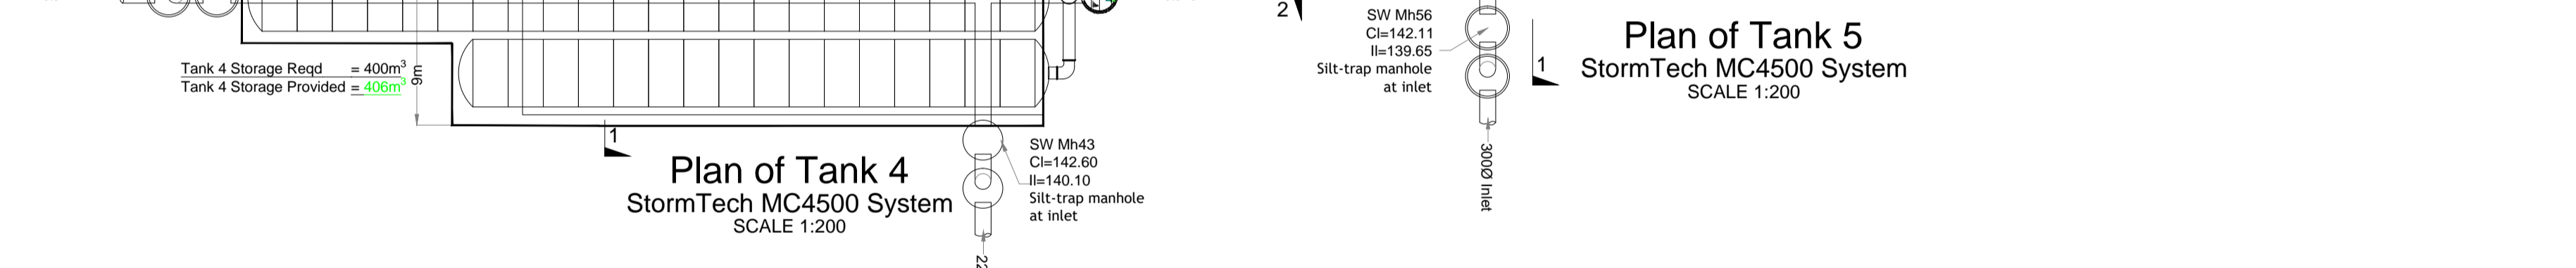 2
SW Mh56
Cl=142.11
Il=139.65
Silt-trap manhole
at inlet
1
Plan of Tank 5
StormTech MC4500 System
SCALE 1:200
300Ø Inlet
Tank 4 Storage Reqd = 400m³
Tank 4 Storage Provided = 406m³
9m
1
Plan of Tank 4
StormTech MC4500 System
SCALE 1:200
SW Mh43
Cl=142.60
Il=140.10
Silt-trap manhole
at inlet